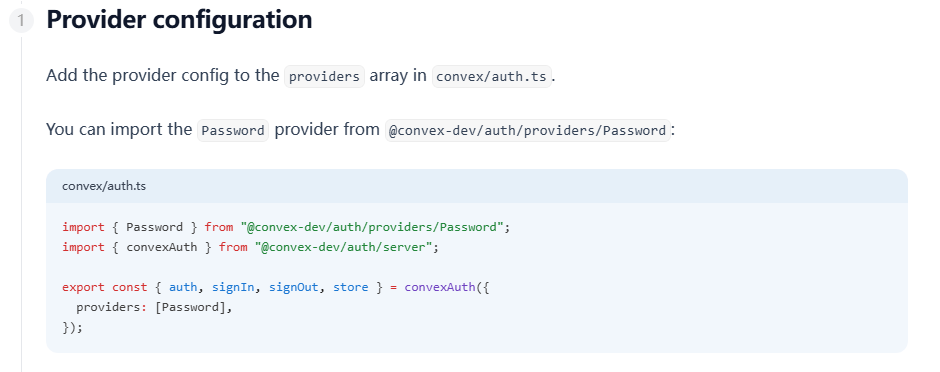 1
Provider configuration
Add the provider config to the providers array in convex/auth.ts.
You can import the Password provider from @convex-dev/auth/providers/Password:
convex/auth.ts
import { Password } from "@convex-dev/auth/providers/Password";
import { convexAuth } from "@convex-dev/auth/server";
export const { auth, signIn, signOut, store } = convexAuth({
  providers: [Password],
});